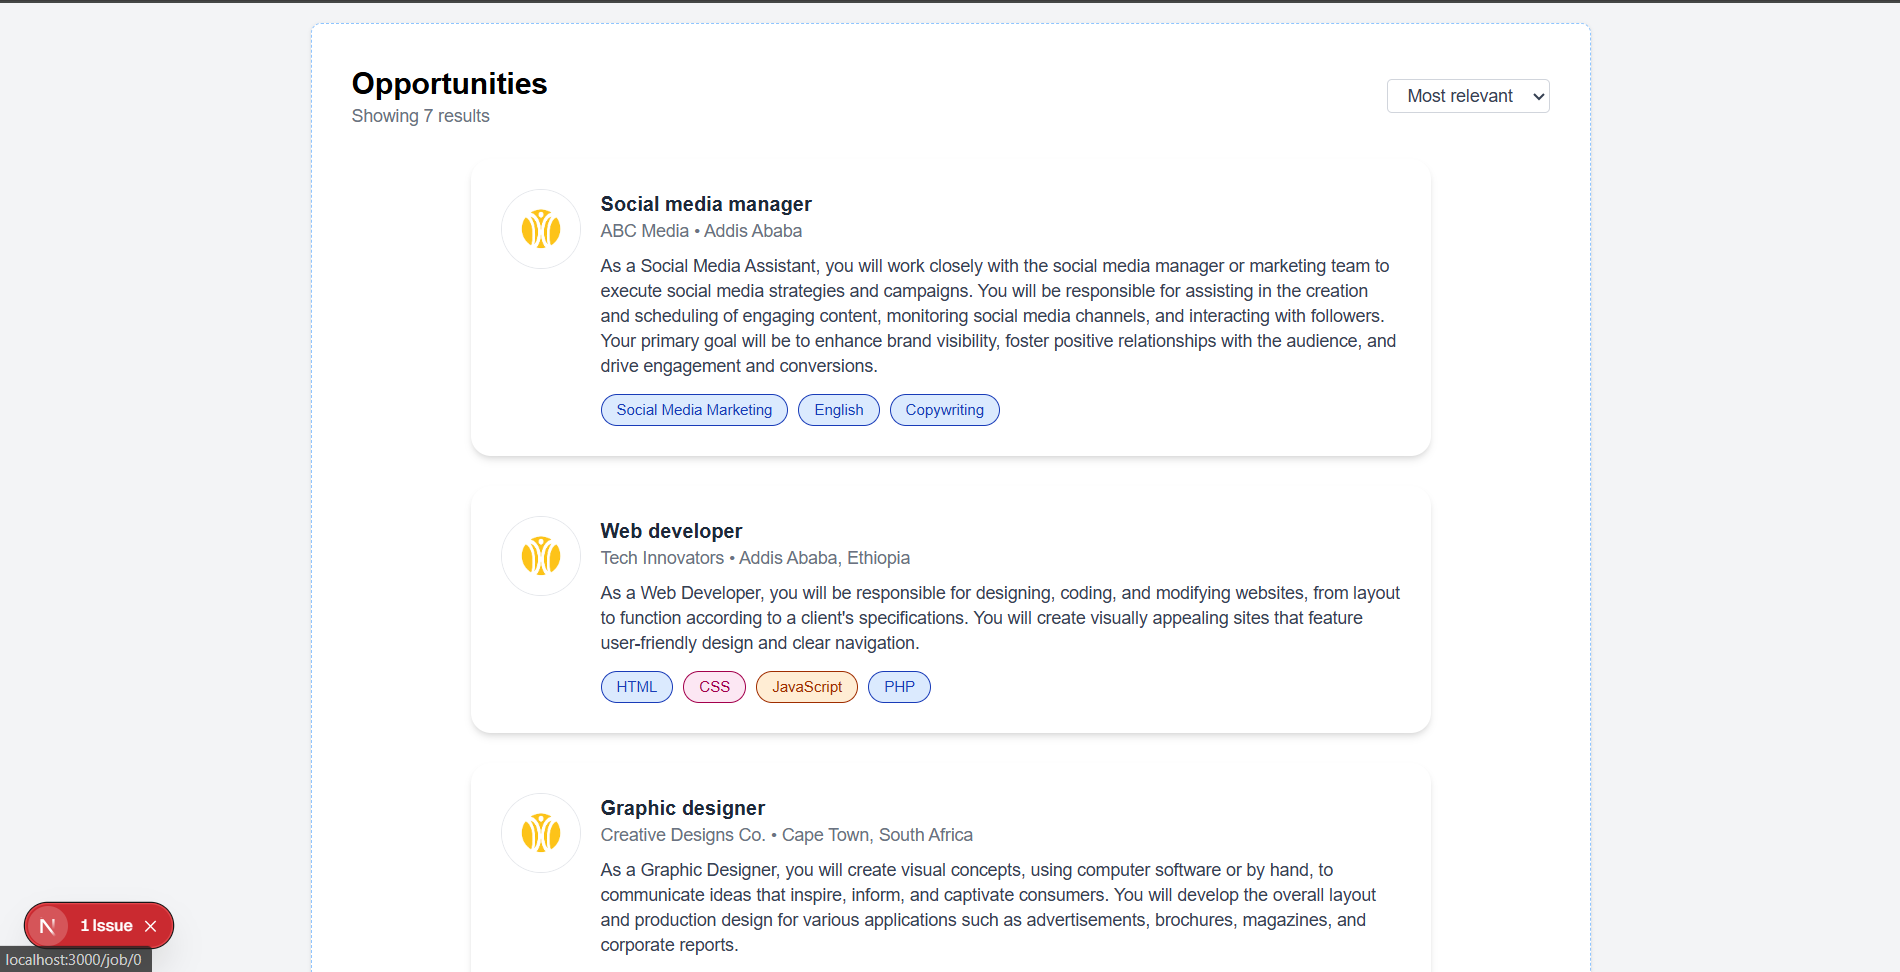 Opportunities
Showing 7 results
Most relevant
Social media manager
ABC Media • Addis Ababa
As a Social Media Assistant, you will work closely with the social media manager or marketing team to
execute social media strategies and campaigns. You will be responsible for assisting in the creation
and scheduling of engaging content, monitoring social media channels, and interacting with followers.
Your primary goal will be to enhance brand visibility, foster positive relationships with the audience, and
drive engagement and conversions.
Social Media Marketing English Copywriting
Web developer
Tech Innovators • Addis Ababa, Ethiopia
As a Web Developer, you will be responsible for designing, coding, and modifying websites, from layout
to function according to a client's specifications. You will create visually appealing sites that feature
user-friendly design and clear navigation.
HTML CSS JavaScript PHP
Graphic designer
Creative Designs Co. • Cape Town, South Africa
As a Graphic Designer, you will create visual concepts, using computer software or by hand, to
communicate ideas that inspire, inform, and captivate consumers. You will develop the overall layout
and production design for various applications such as advertisements, brochures, magazines, and
corporate reports.
N 1 Issue
localhost:3000/job/0